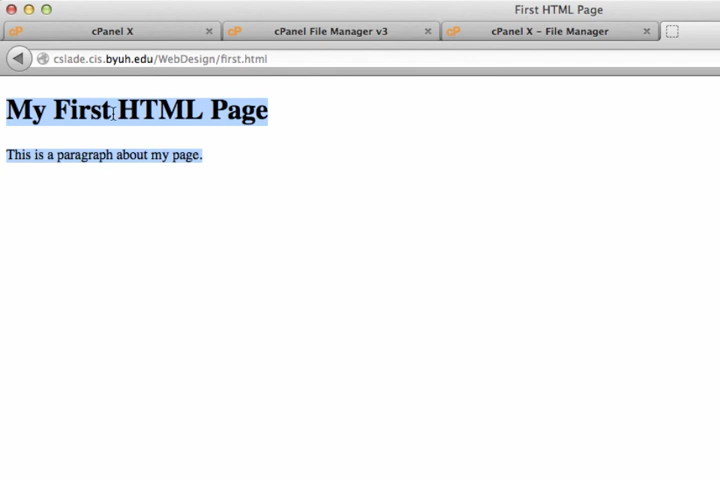 First HTML Page
cP cPanel X cP cPanel File Manager v3 cP cPanel X - File Manager
cslade.cis.byuh.edu/WebDesign/first.html
My First HTML Page
This is a paragraph about my page.